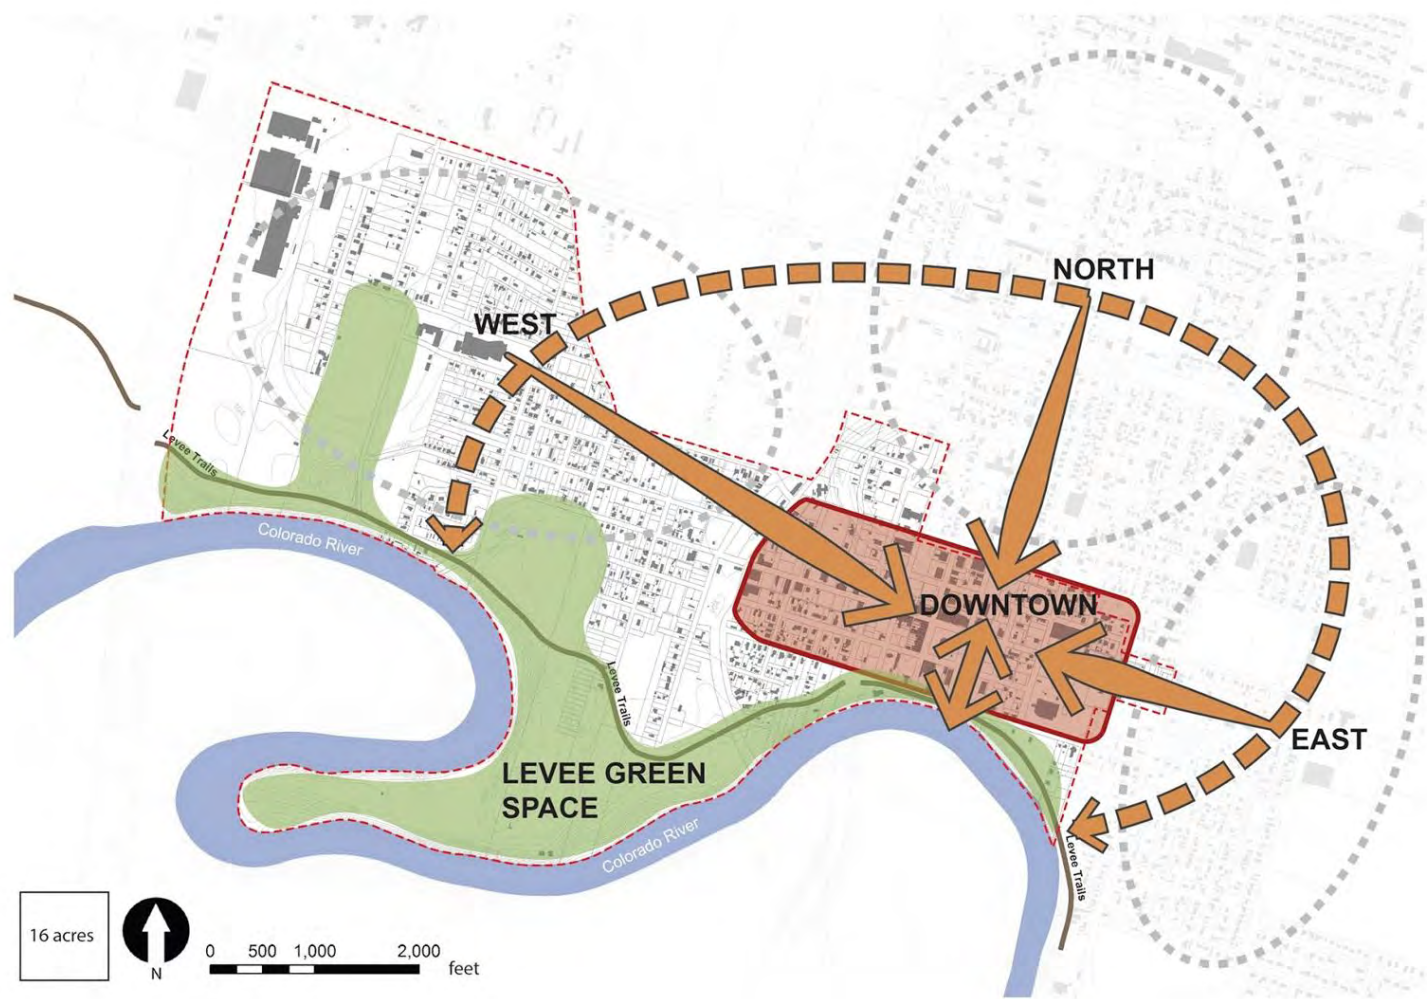 NORTH
WEST
Levee Trails
Colorado River
DOWNTOWN
Levee Trails
EAST
LEVEE GREEN
SPACE
Colorado River
Levee Trails
16 acres
N
0 500 1,000 2,000
feet